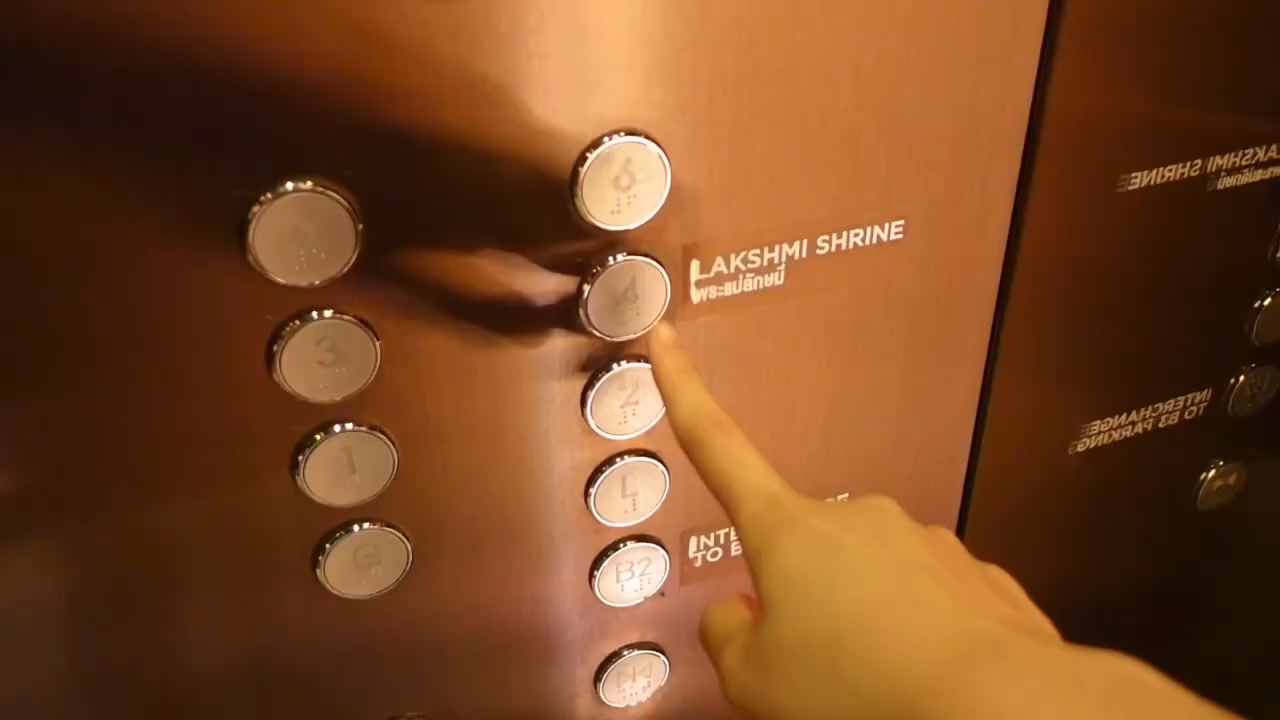 6
LAKSHMI SHRINE
พระแม่ลักษมี
4
3
2
1
L
G
B2
TO
LAKSHMI SHRINE
INTERCHANGE
TO B3 PARKING